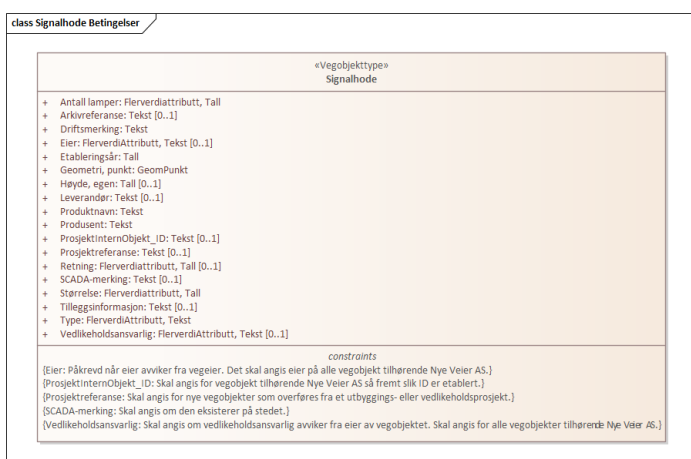 class Signalhode Betingelser
«Vegobjekttype»
Signalhode
+ Antall lamper: Flerverdiattributt, Tall
+ Arkivreferanse: Tekst [0..1]
+ Driftsmerking: Tekst
+ Eier: FlerverdiAttributt, Tekst [0..1]
+ Etableringsår: Tall
+ Geometri, punkt: GeomPunkt
+ Høyde, egen: Tall [0..1]
+ Leverandør: Tekst [0..1]
+ Produktnavn: Tekst
+ Produsent: Tekst
+ ProsjektInternObjekt_ID: Tekst [0..1]
+ Prosjektreferanse: Tekst [0..1]
+ Retning: Flerverdiattributt, Tall [0..1]
+ SCADA-merking: Tekst [0..1]
+ Størrelse: Flerverdiattributt, Tall
+ Tilleggsinformasjon: Tekst [0..1]
+ Type: FlerverdiAttributt, Tekst
+ Vedlikeholdsansvarlig: FlerverdiAttributt, Tekst [0..1]
constraints
{Eier: Påkrevd når eier avviker fra vegeier. Det skal angis eier på alle vegobjekt tilhørende Nye Veier AS.}
{ProsjektInternObjekt_ID: Skal angis for vegobjekt tilhørende Nye Veier AS så fremt slik ID er etablert.}
{Prosjektreferanse: Skal angis for nye vegobjekter som overføres fra et utbyggings- eller vedlikeholdsprosjekt.}
{SCADA-merking: Skal angis om den eksisterer på stedet.}
{Vedlikeholdsansvarlig: Skal angis om vedlikeholdsansvarlig avviker fra eier av vegobjektet. Skal angis for alle vegobjekter tilhørende Nye Veier AS.}